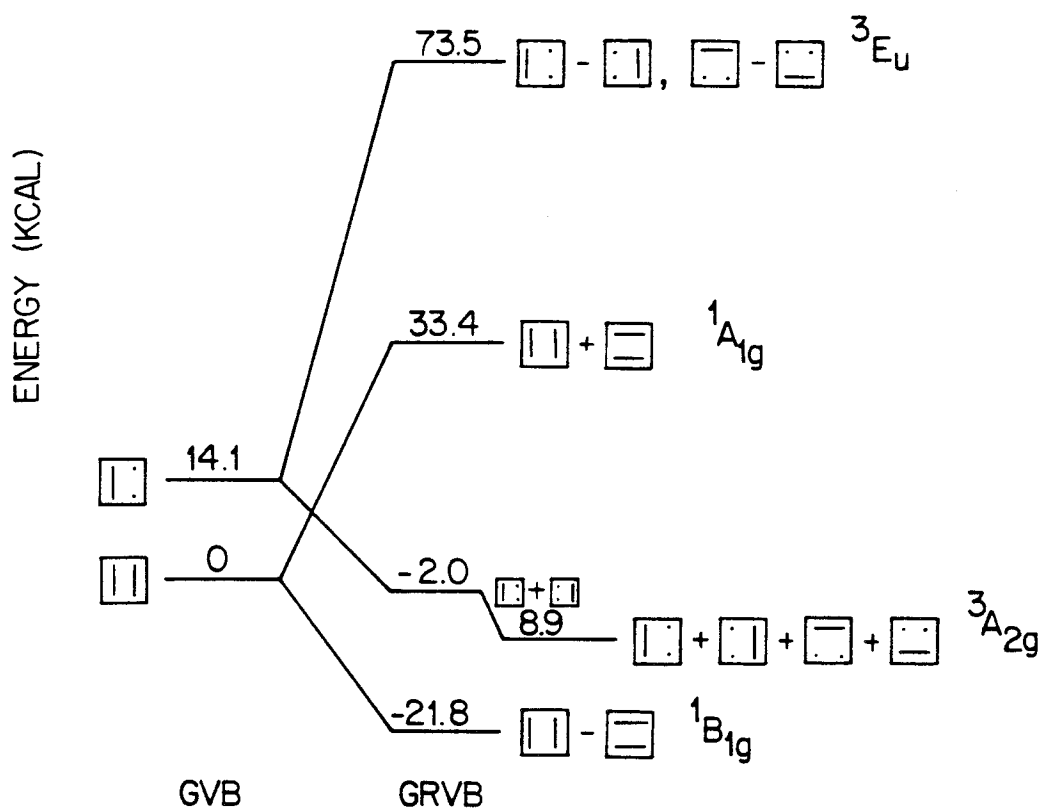 73.5 - , - ³Eᵤ
ENERGY (KCAL)
33.4 + ¹A₁g
14.1
0
-2.0 +
8.9 + + + ³A₂g
-21.8 - ¹B₁g
GVB GRVB